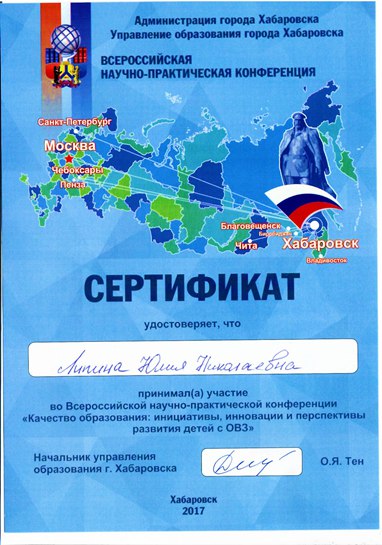 Администрация города Хабаровска
Управление образования города Хабаровска
ВСЕРОССИЙСКАЯ
НАУЧНО-ПРАКТИЧЕСКАЯ КОНФЕРЕНЦИЯ
Санкт-Петербург
Москва
Чебоксары
Пенза
Благовещенск
Биробиджан
Хабаровск
Чита
Владивосток
СЕРТИФИКАТ
удостоверяет, что
Липина Юлия Николаевна
принимал(а) участие
во Всероссийской научно-практической конференции
«Качество образования: инициативы, инновации и перспективы
развития детей с ОВЗ»
Начальник управления
образования г. Хабаровска
О.Я. Тен
Хабаровск
2017